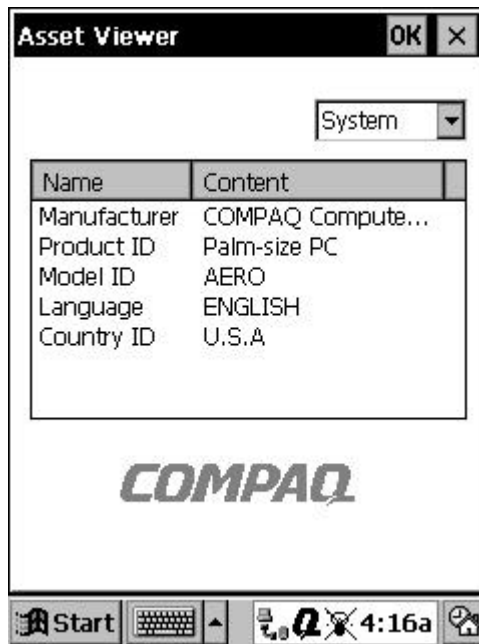 Asset Viewer OK ×
System
Name Content
Manufacturer COMPAQ Compute...
Product ID Palm-size PC
Model ID AERO
Language ENGLISH
Country ID U.S.A
COMPAQ
Start Q 4:16a